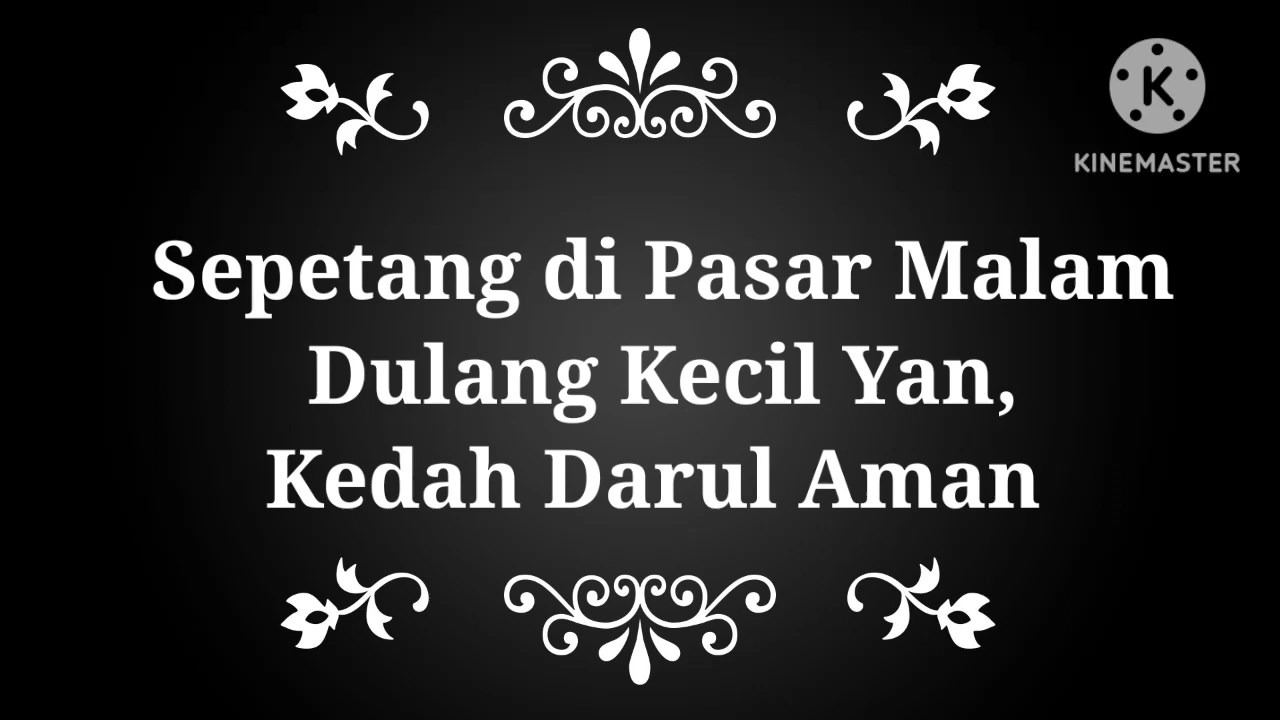 KINEMASTER
Sepetang di Pasar Malam
Dulang Kecil Yan,
Kedah Darul Aman